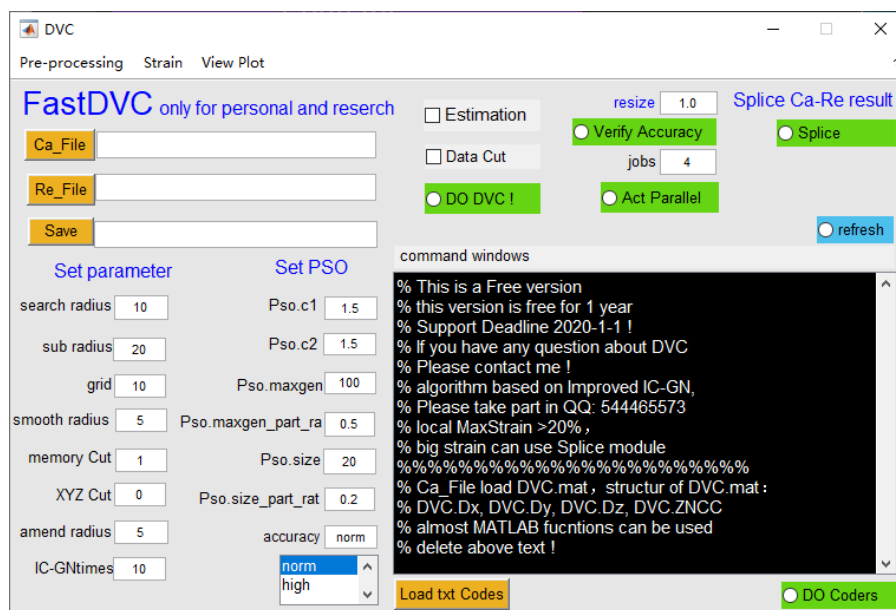 DVC
Pre-processing Strain View Plot
FastDVC only for personal and reserch
Ca_File
Re_File
Save
Estimation
Data Cut
DO DVC !
resize 1.0
Verify Accuracy
jobs 4
Act Parallel
Splice Ca-Re result
Splice
refresh
Set parameter
search radius 10
sub radius 20
grid 10
smooth radius 5
memory Cut 1
XYZ Cut 0
amend radius 5
IC-GNtimes 10
Set PSO
Pso.c1 1.5
Pso.c2 1.5
Pso.maxgen 100
Pso.maxgen_part_ra 0.5
Pso.size 20
Pso.size_part_rat 0.2
accuracy norm
norm
high
command windows
% This is a Free version
% this version is free for 1 year
% Support Deadline 2020-1-1 !
% If you have any question about DVC
% Please contact me !
% algorithm based on Improved IC-GN,
% Please take part in QQ: 544465573
% local MaxStrain >20%，
% big strain can use Splice module
%%%%%%%%%%%%%%%%%%%%%%%
% Ca_File load DVC.mat，structur of DVC.mat：
% DVC.Dx, DVC.Dy, DVC.Dz, DVC.ZNCC
% almost MATLAB fucntions can be used
% delete above text !
Load txt Codes
DO Coders